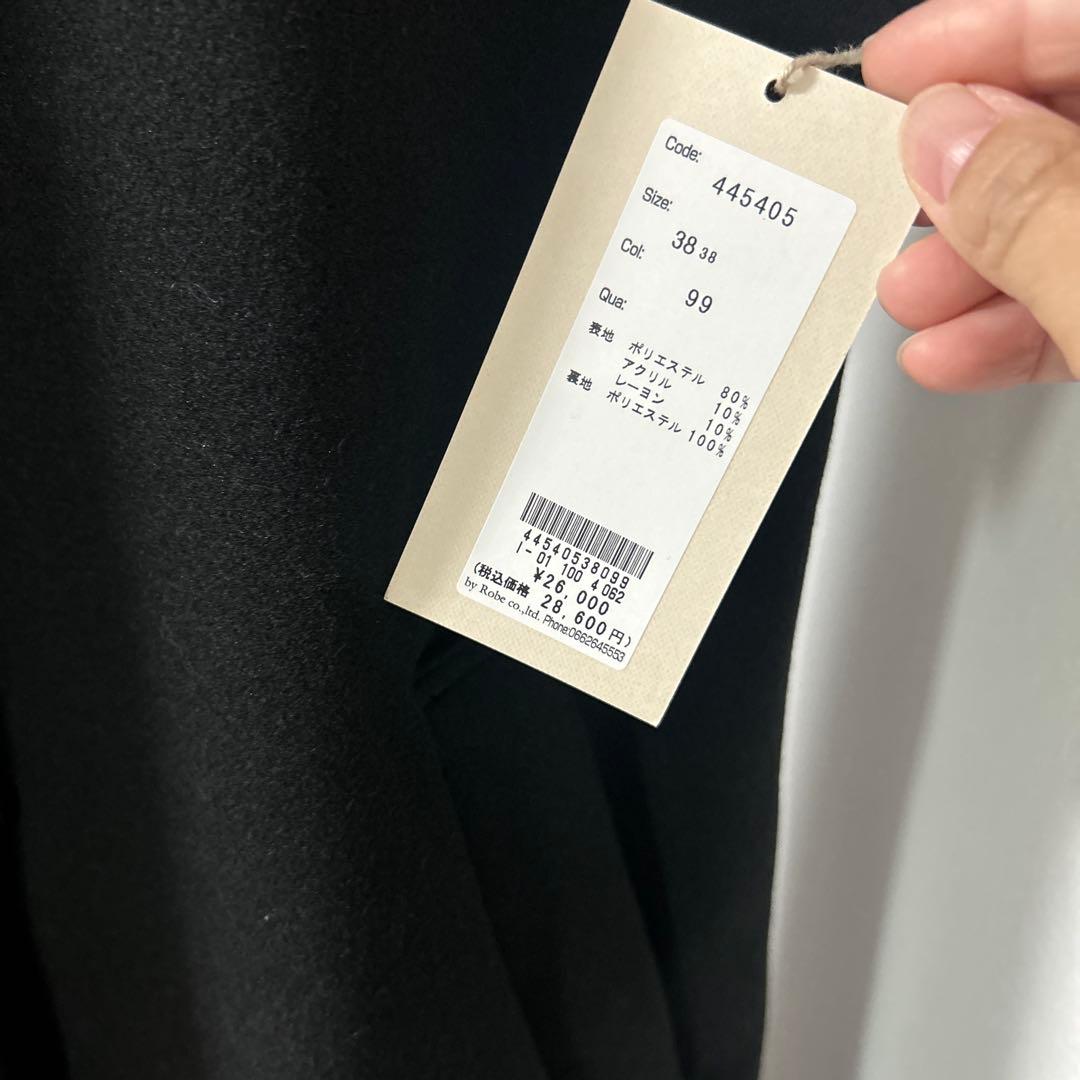 Code:
445405
Size:
38 38
Col:
99
Qua:
表地 ポリエステル 80%
アクリル 10%
レーヨン 10%
裏地 ポリエステル 100%
44540538099
I-01 100 4062
¥26,000
(税込価格 28,600円)
by Robe co.,ltd. Phone:0662645553